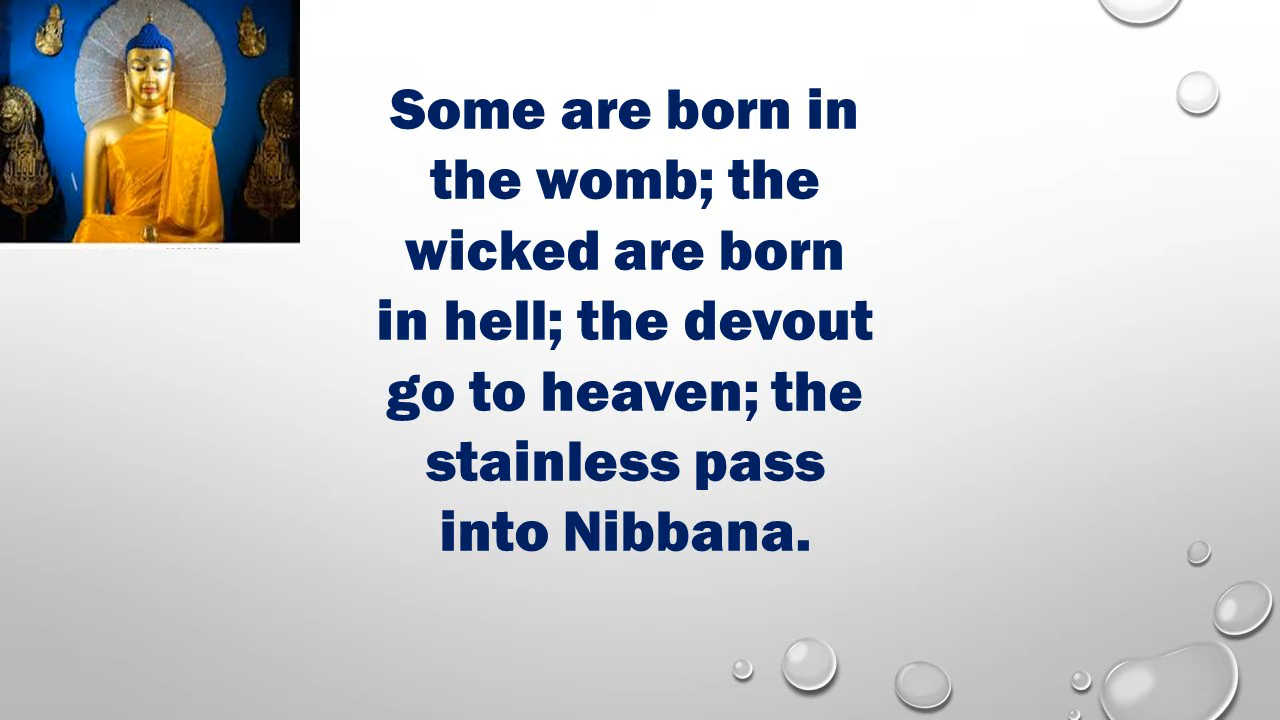 Some are born in
the womb; the
wicked are born
in hell; the devout
go to heaven; the
stainless pass
into Nibbana.